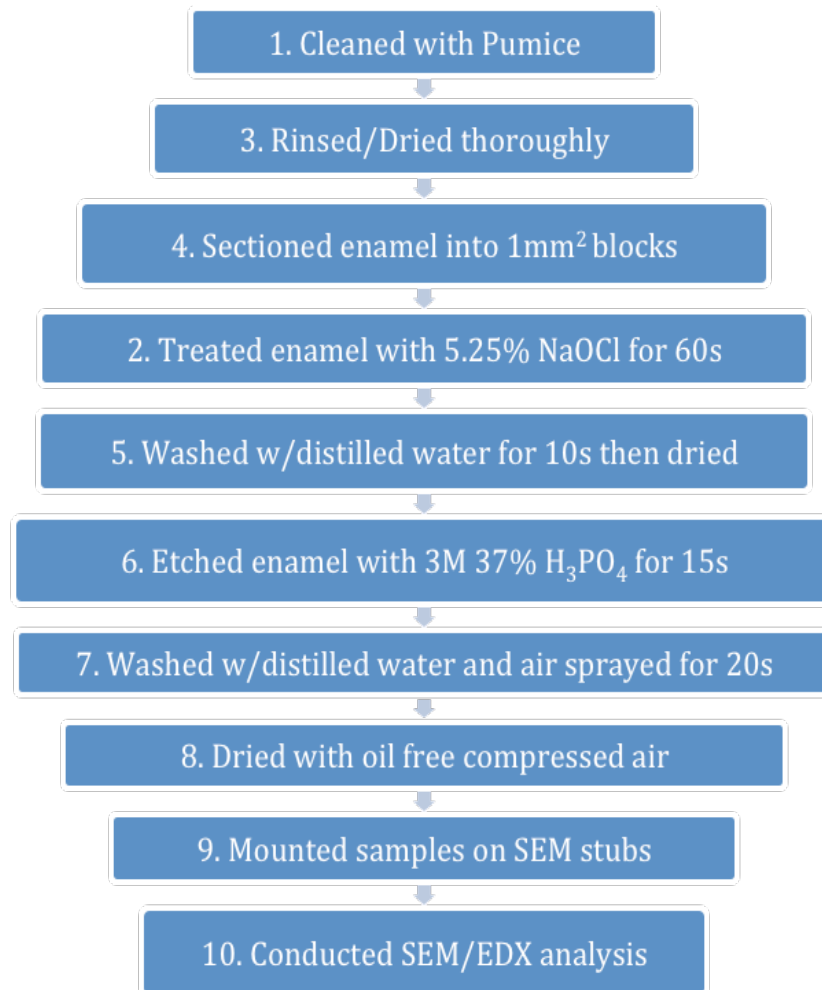 1. Cleaned with Pumice
3. Rinsed/Dried thoroughly
4. Sectioned enamel into 1mm² blocks
2. Treated enamel with 5.25% NaOCl for 60s
5. Washed w/distilled water for 10s then dried
6. Etched enamel with 3M 37% H₃PO₄ for 15s
7. Washed w/distilled water and air sprayed for 20s
8. Dried with oil free compressed air
9. Mounted samples on SEM stubs
10. Conducted SEM/EDX analysis